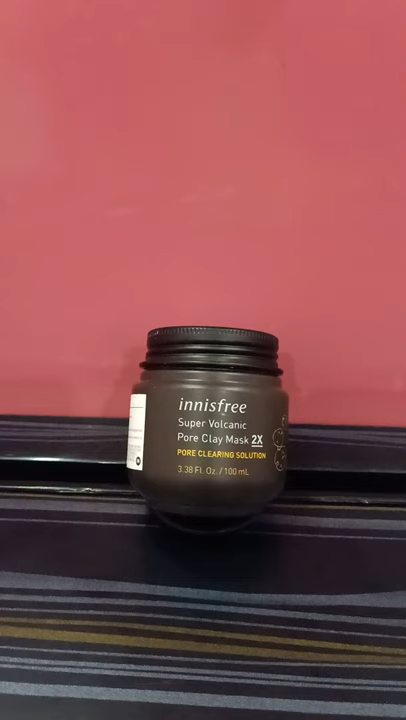 innisfree
Super Volcanic
Pore Clay Mask 2X
PORE CLEARING SOLUTION
3.38 Fl. Oz. / 100 mL